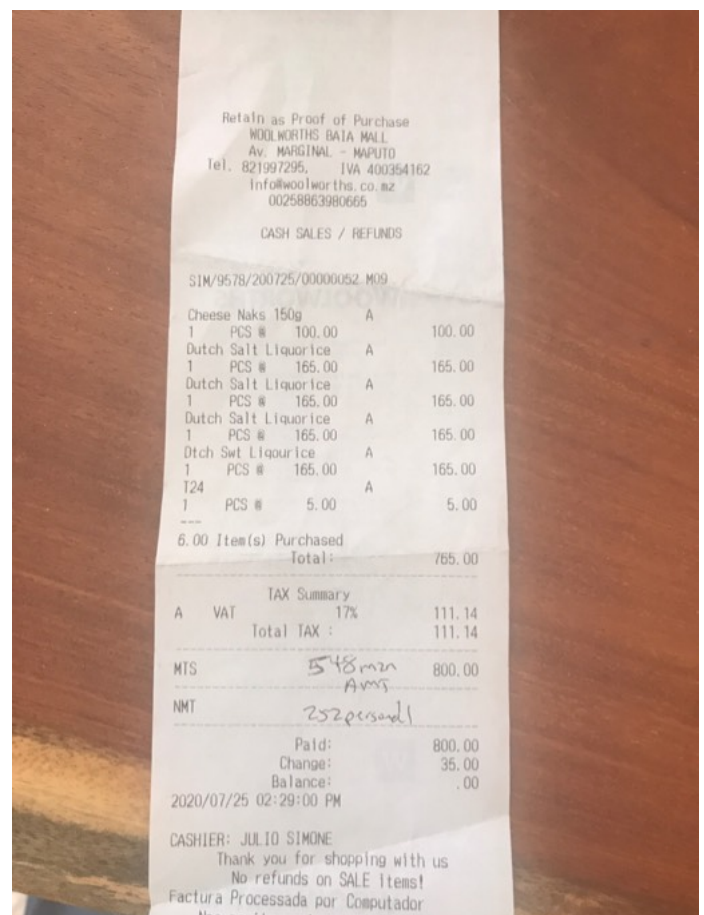 Retain as Proof of Purchase
WOOLWORTHS BAIA MALL
Av. MARGINAL - MAPUTO
Tel. 821997295, IVA 400354162
Info@woolworths.co.mz
00258863980665
CASH SALES / REFUNDS
SIM/9578/200725/00000052 M09
Cheese Naks 150g A
1 PCS @ 100.00 100.00
Dutch Salt Liquorice A
1 PCS @ 165.00 165.00
Dutch Salt Liquorice A
1 PCS @ 165.00 165.00
Dutch Salt Liquorice A
1 PCS @ 165.00 165.00
Dtch Swt Liqourice A
1 PCS @ 165.00 165.00
T24 A
1 PCS @ 5.00 5.00
---
6.00 Item(s) Purchased
Total: 765.00
TAX Summary
A VAT 17% 111.14
Total TAX : 111.14
MTS 548 mzn 800.00
AMT
NMT 252 personal
Paid: 800.00
Change: 35.00
Balance: .00
2020/07/25 02:29:00 PM
CASHIER: JULIO SIMONE
Thank you for shopping with us
No refunds on SALE Items!
Factura Processada por Computador